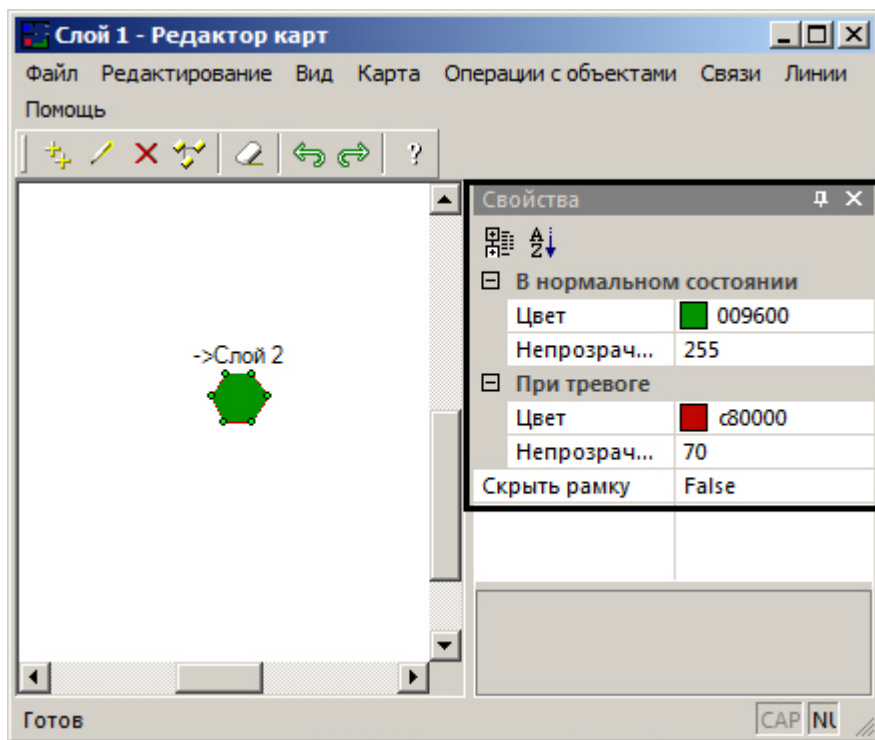 Слой 1 - Редактор карт
Файл Редактирование Вид Карта Операции с объектами Связи Линии
Помощь
?
Свойства
A
Z
В нормальном состоянии
Цвет 009600
Непрозрач... 255
При тревоге
Цвет c80000
Непрозрач... 70
Скрыть рамку False
->Слой 2
Готов
CAP NU